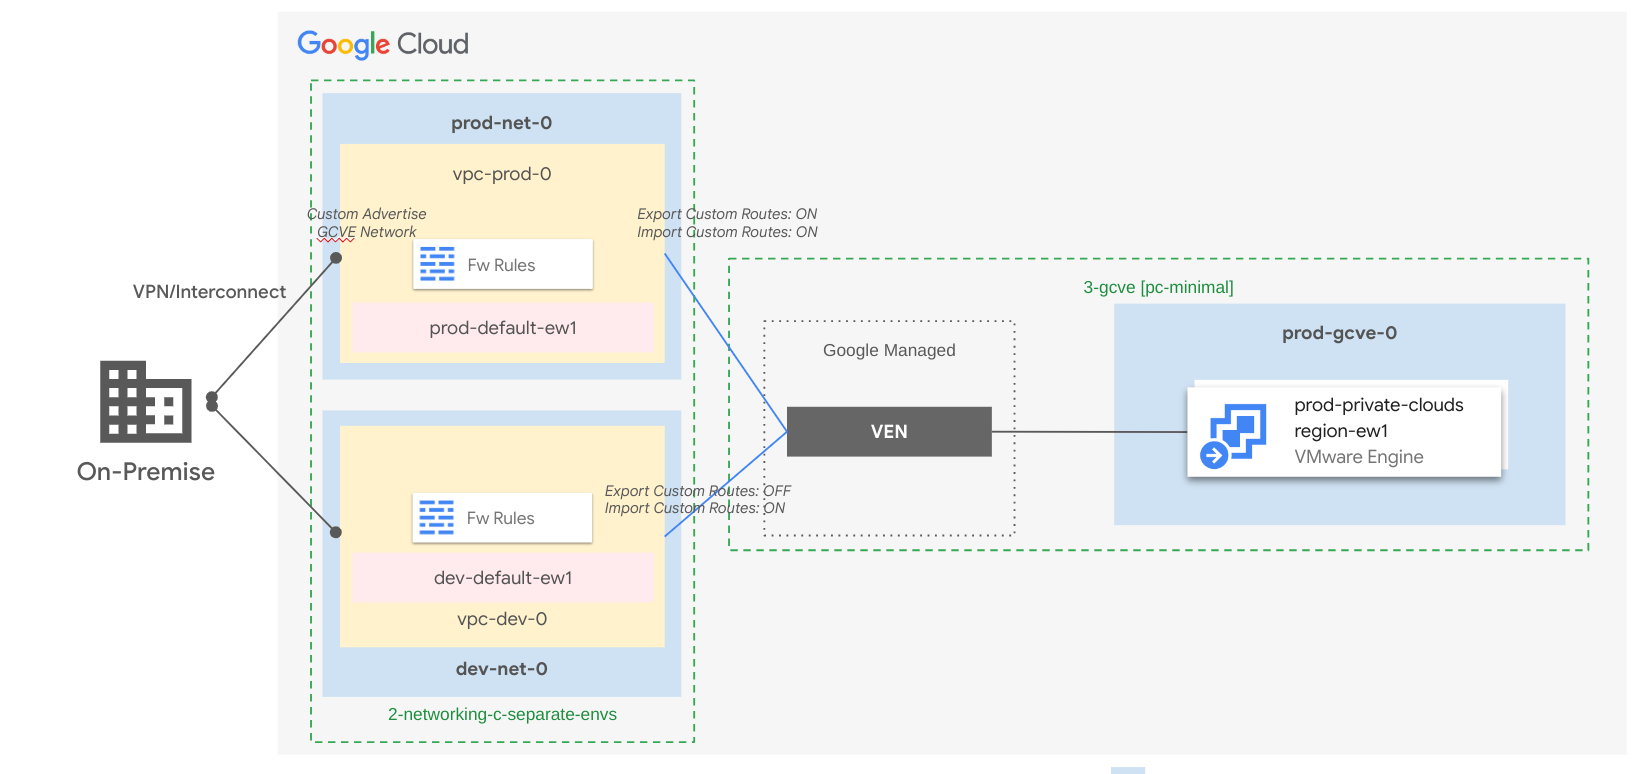 Google Cloud
prod-net-0
vpc-prod-0
Custom Advertise
GCVE Network
Export Custom Routes: ON
Import Custom Routes: ON
Fw Rules
VPN/Interconnect
prod-default-ew1
3-gcve [pc-minimal]
prod-gcve-0
Google Managed
VEN
prod-private-clouds
region-ew1
VMware Engine
On-Premise
Export Custom Routes: OFF
Import Custom Routes: ON
Fw Rules
dev-default-ew1
vpc-dev-0
dev-net-0
2-networking-c-separate-envs